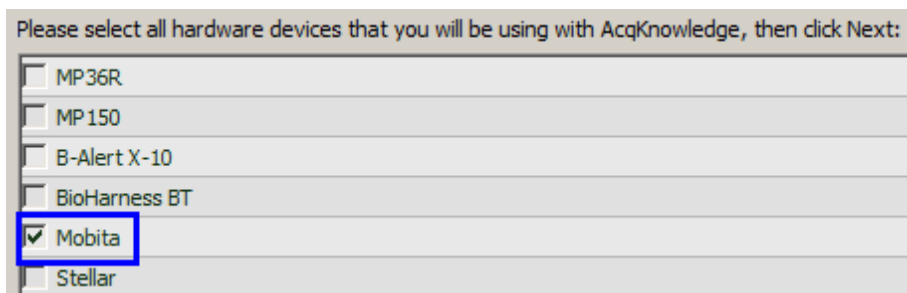 Please select all hardware devices that you will be using with AcqKnowledge, then click Next:
MP36R
MP150
B-Alert X-10
BioHarness BT
Mobita
Stellar